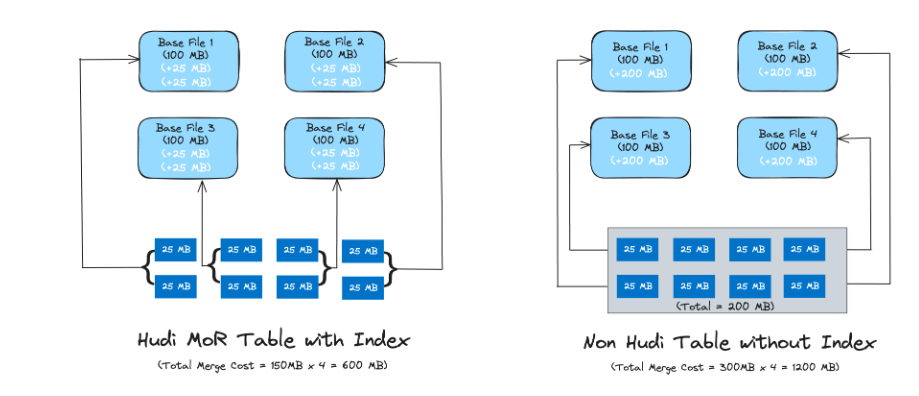 Base File 1
(100 MB)
(+25 MB)
(+25 MB)
Base File 2
(100 MB)
(+25 MB)
(+25 MB)
Base File 3
(100 MB)
(+25 MB)
(+25 MB)
Base File 4
(100 MB)
(+25 MB)
(+25 MB)
25 MB
25 MB
25 MB
25 MB
25 MB
25 MB
25 MB
25 MB
Hudi MoR Table with Index
(Total Merge Cost = 150MB x 4 = 600 MB)
Base File 1
(100 MB)
(+200 MB)
Base File 2
(100 MB)
(+200 MB)
Base File 3
(100 MB)
(+200 MB)
Base File 4
(100 MB)
(+200 MB)
25 MB
25 MB
25 MB
25 MB
25 MB
25 MB
25 MB
25 MB
(Total = 200 MB)
Non Hudi Table without Index
(Total Merge Cost = 300MB x 4 = 1200 MB)